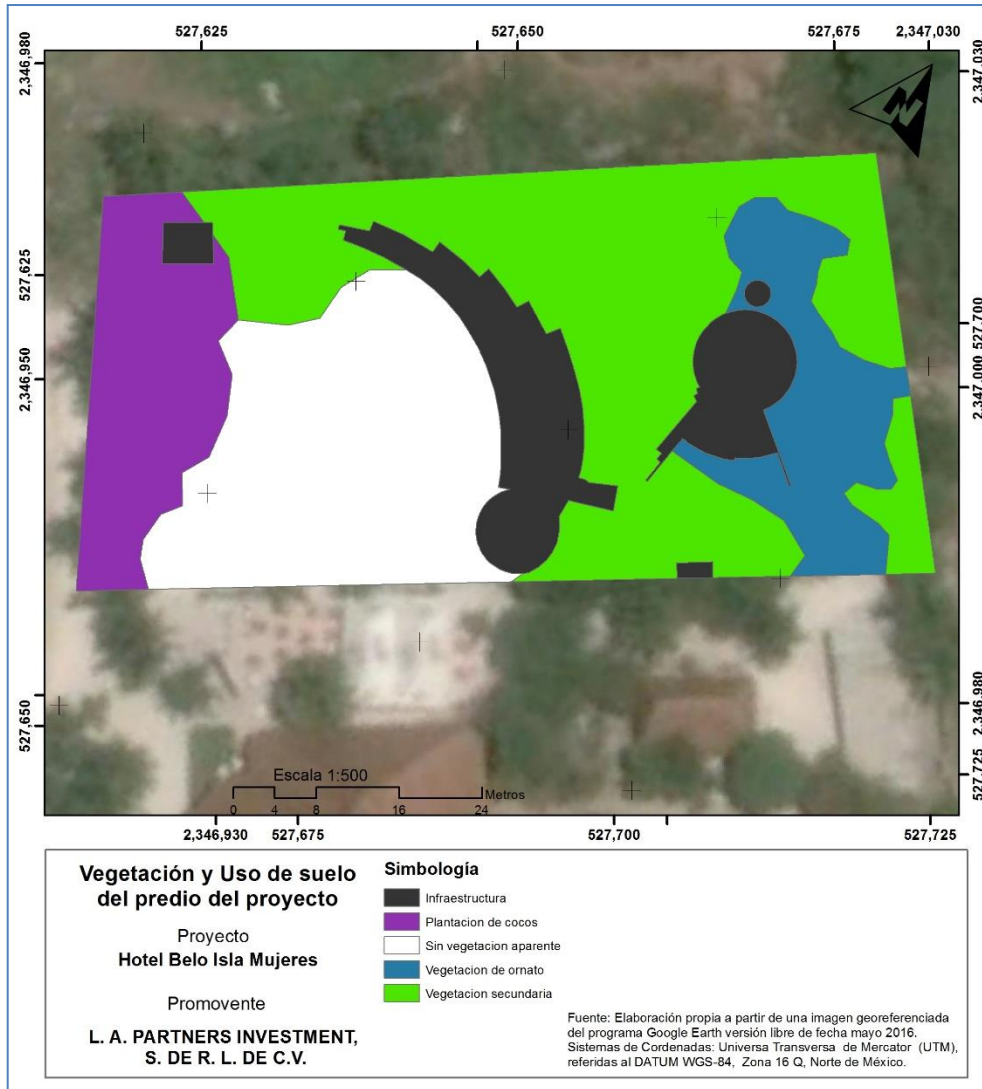 527,625
527,650
527,675
2,347,030
2,346,980
2,347,030
N
527,625
527,700
2,346,950
2,347,000
527,650
2,346,980
527,725
Escala 1:500
Metros
0 4 8 16 24
2,346,930
527,675
527,700
527,725
Vegetación y Uso de suelo
del predio del proyecto
Proyecto
Hotel Belo Isla Mujeres
Promovente
L. A. PARTNERS INVESTMENT,
S. DE R. L. DE C.V.
Simbología
Infraestructura
Plantacion de cocos
Sin vegetacion aparente
Vegetacion de ornato
Vegetacion secundaria
Fuente: Elaboración propia a partir de una imagen georeferenciada
del programa Google Earth versión libre de fecha mayo 2016.
Sistemas de Cordenadas: Universa Transversa de Mercator (UTM),
referidas al DATUM WGS-84, Zona 16 Q, Norte de México.